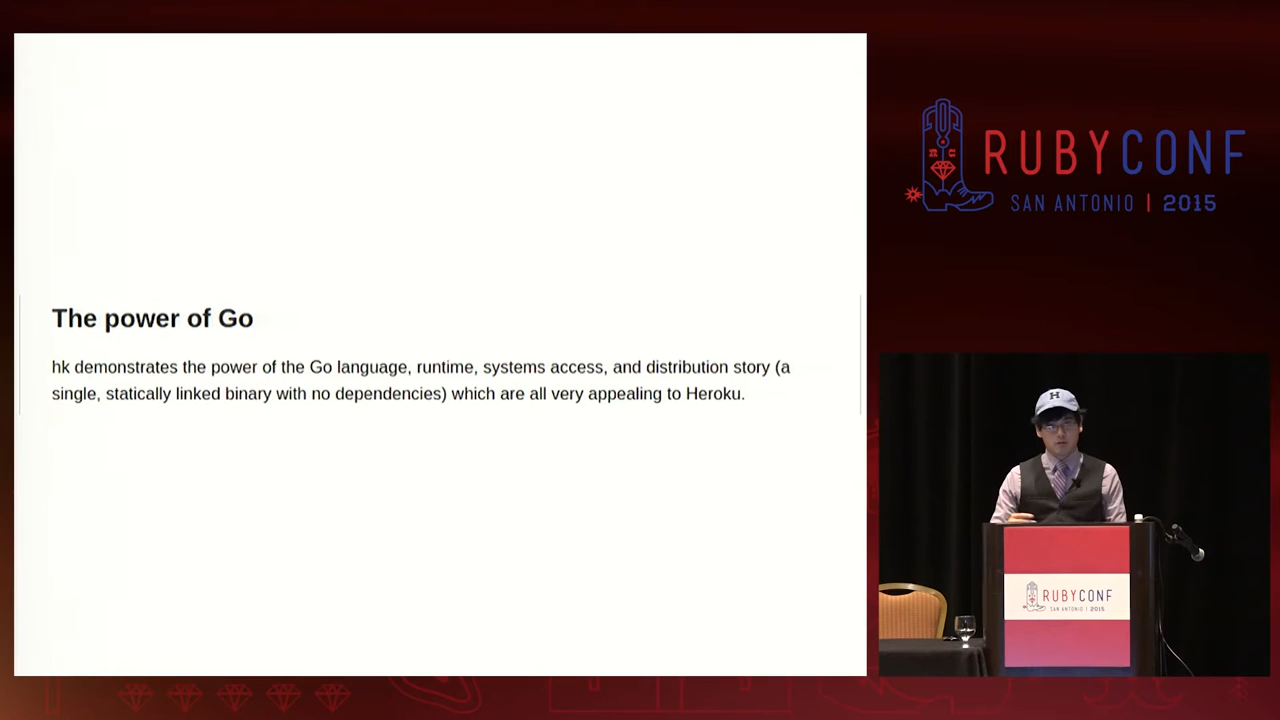 The power of Go
hk demonstrates the power of the Go language, runtime, systems access, and distribution story (a
single, statically linked binary with no dependencies) which are all very appealing to Heroku.
RUBYCONF
SAN ANTONIO | 2015
R C
H
RUBYCONF
SAN ANTONIO | 2015